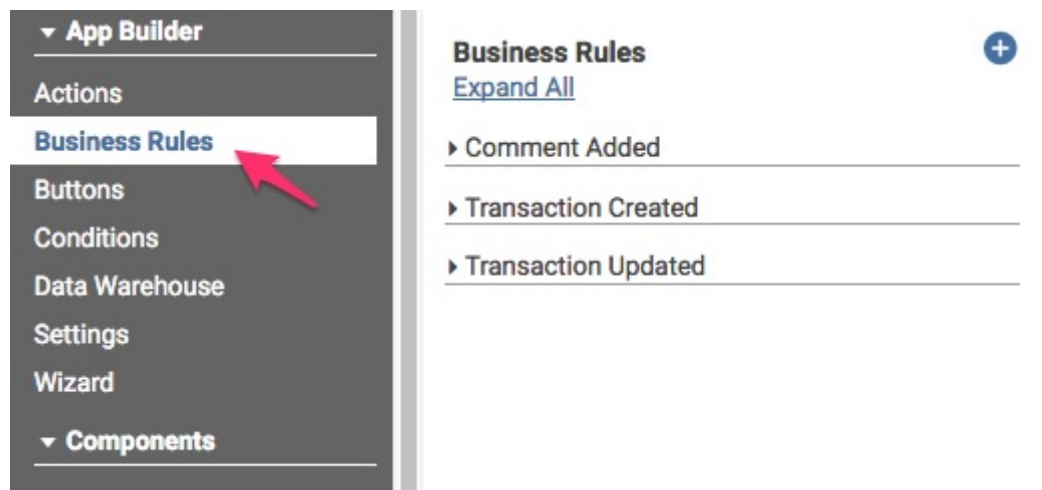 App Builder
Actions
Business Rules
Buttons
Conditions
Data Warehouse
Settings
Wizard
Components
Business Rules
Expand All
Comment Added
Transaction Created
Transaction Updated